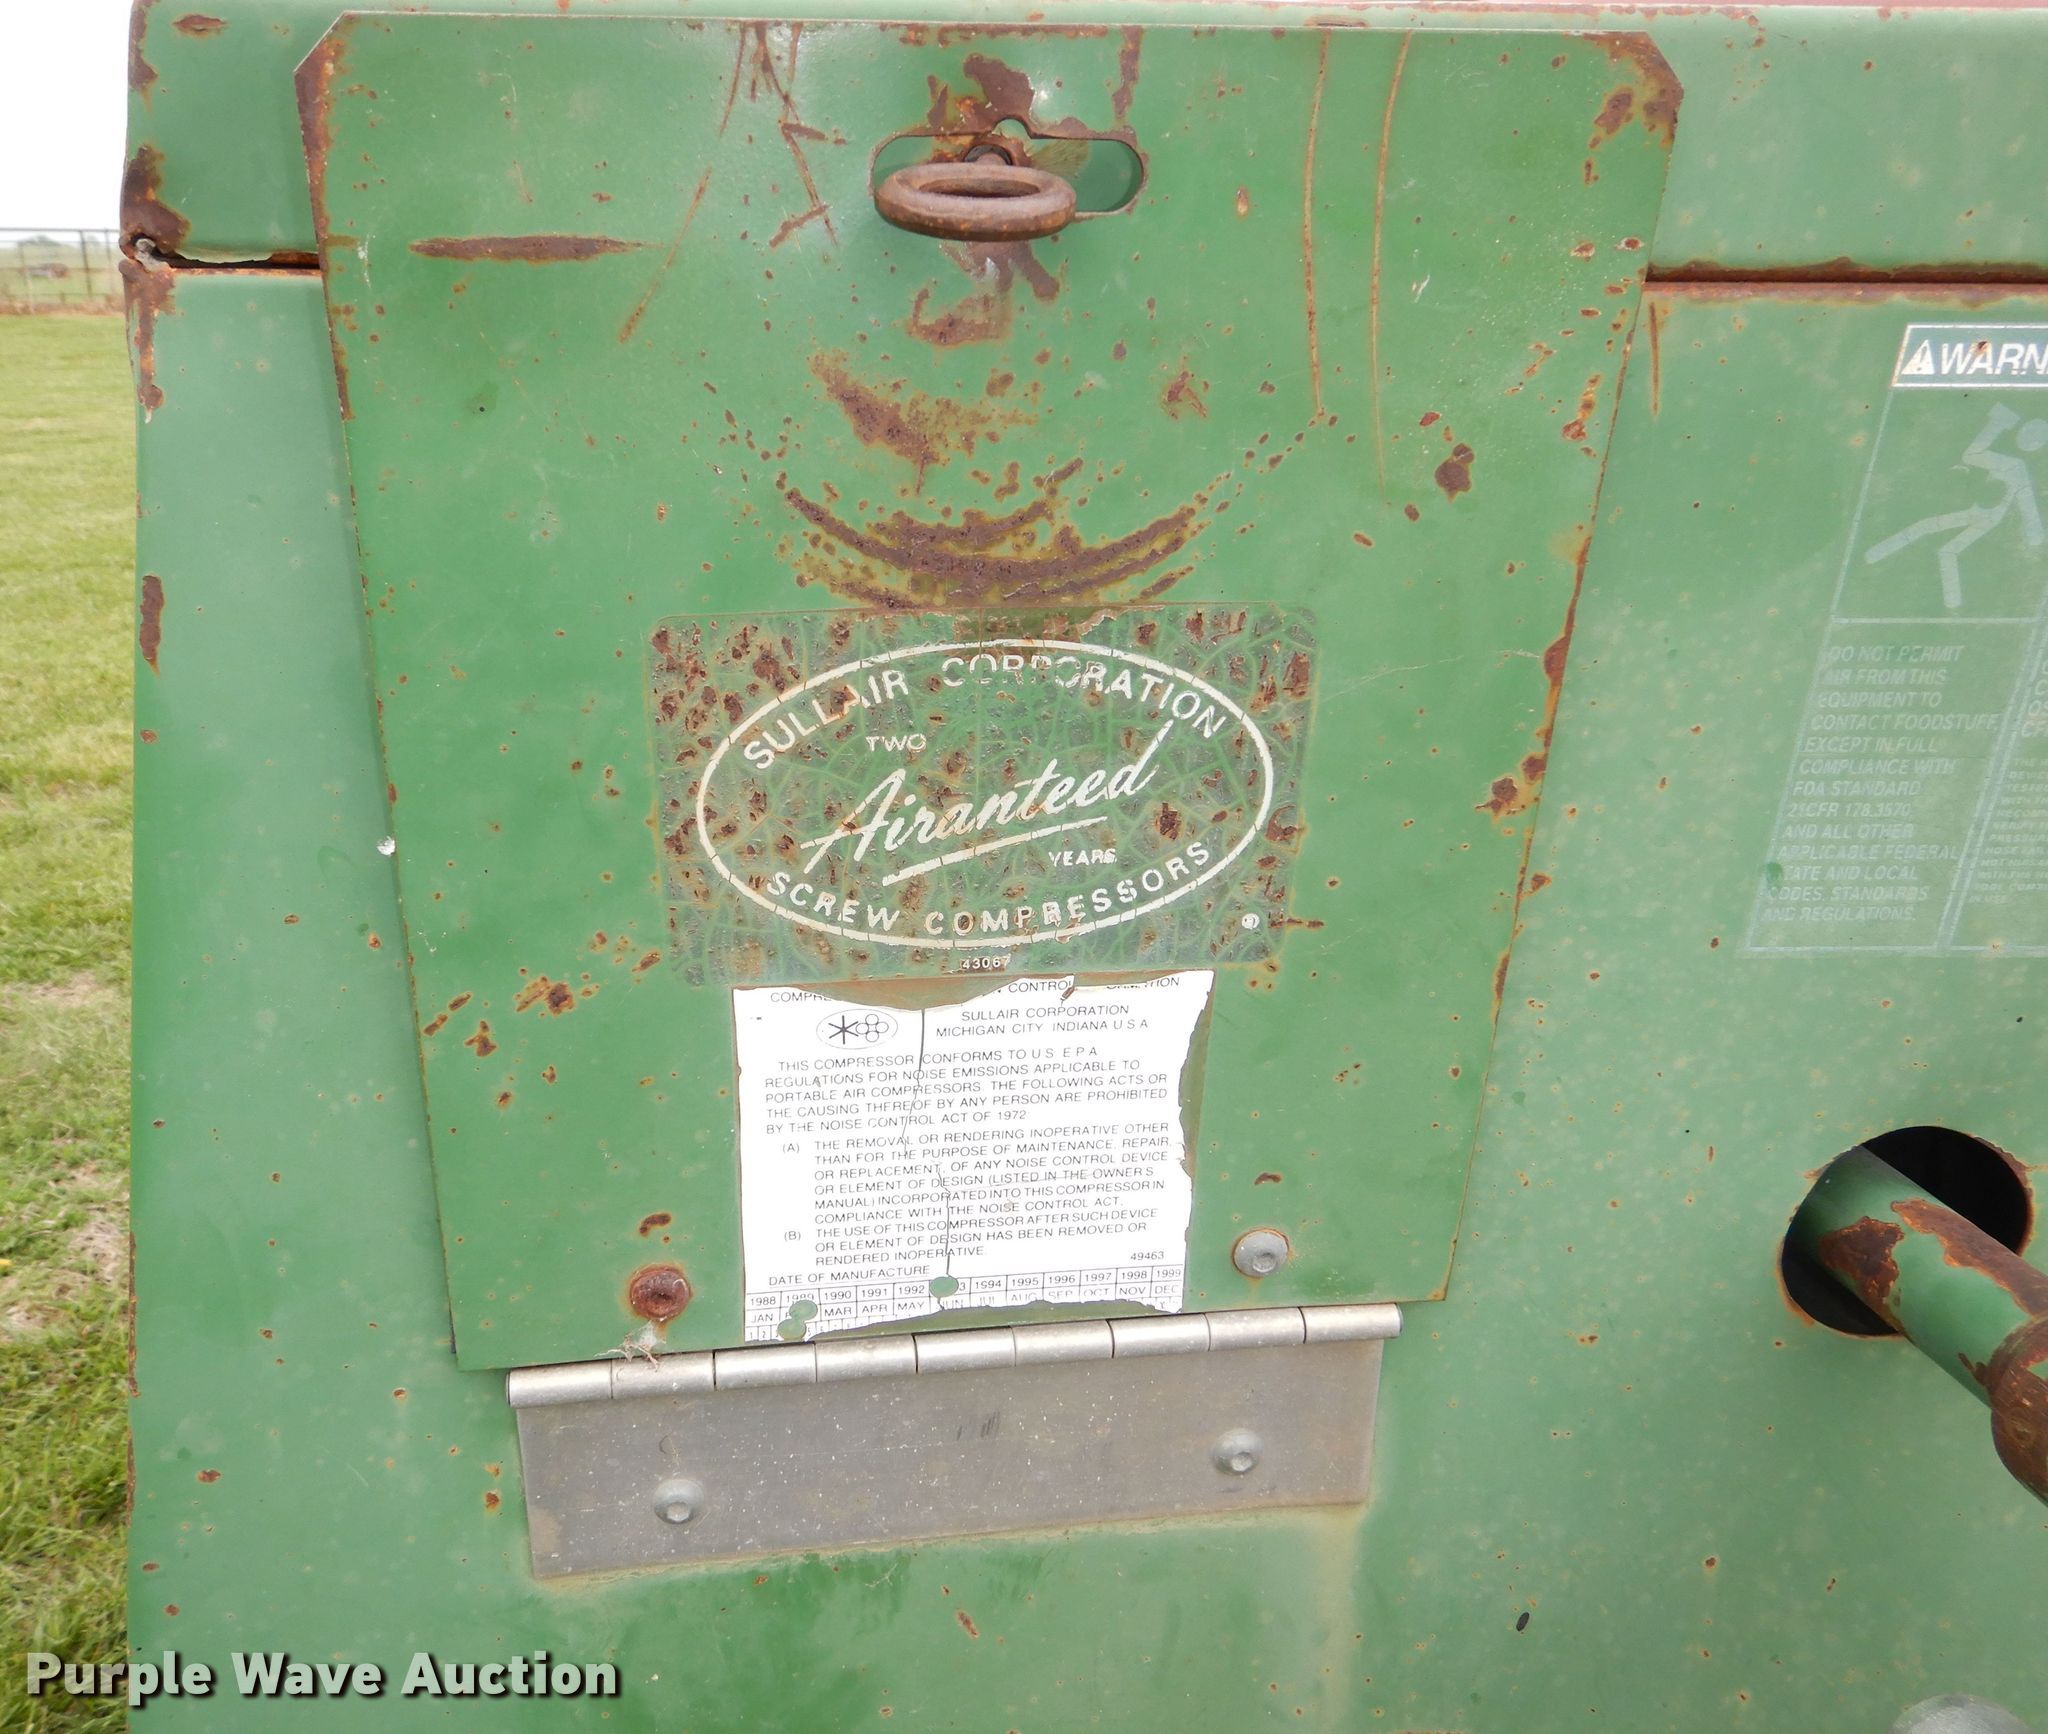 SULLAIR CORPORATION
TWO
Airanteed
YEARS
SCREW COMPRESSORS
43067
CONTROL
SULLAIR CORPORATION
MICHIGAN CITY, INDIANA U S A
THIS COMPRESSOR CONFORMS TO U S E.P.A
REGULATIONS FOR NOISE EMISSIONS APPLICABLE TO
PORTABLE AIR COMPRESSORS. THE FOLLOWING ACTS OR
THE CAUSING THEREOF BY ANY PERSON ARE PROHIBITED
BY THE NOISE CONTROL ACT OF 1972
(A) THE REMOVAL OR RENDERING INOPERATIVE OTHER
THAN FOR THE PURPOSE OF MAINTENANCE, REPAIR,
OR REPLACEMENT, OF ANY NOISE CONTROL DEVICE
OR ELEMENT OF DESIGN (LISTED IN THE OWNER'S
MANUAL) INCORPORATED INTO THIS COMPRESSOR IN
COMPLIANCE WITH THE NOISE CONTROL ACT.
(B) THE USE OF THIS COMPRESSOR AFTER SUCH DEVICE
OR ELEMENT OF DESIGN HAS BEEN REMOVED OR
RENDERED INOPERATIVE.
49463
DATE OF MANUFACTURE
1988 1989 1990 1991 1992 1994 1995 1996 1997 1998 1999
JAN MAR APR MAY JUN JUL AUG SEP OCT NOV DEC
WARN
DO NOT PERMIT
AIR FROM THIS
EQUIPMENT TO
CONTACT FOODSTUFF,
EXCEPT IN FULL
COMPLIANCE WITH
FDA STANDARD
21CFR 178.3570
AND ALL OTHER
APPLICABLE FEDERAL
STATE AND LOCAL
CODES, STANDARDS
AND REGULATIONS.
Purple Wave Auction